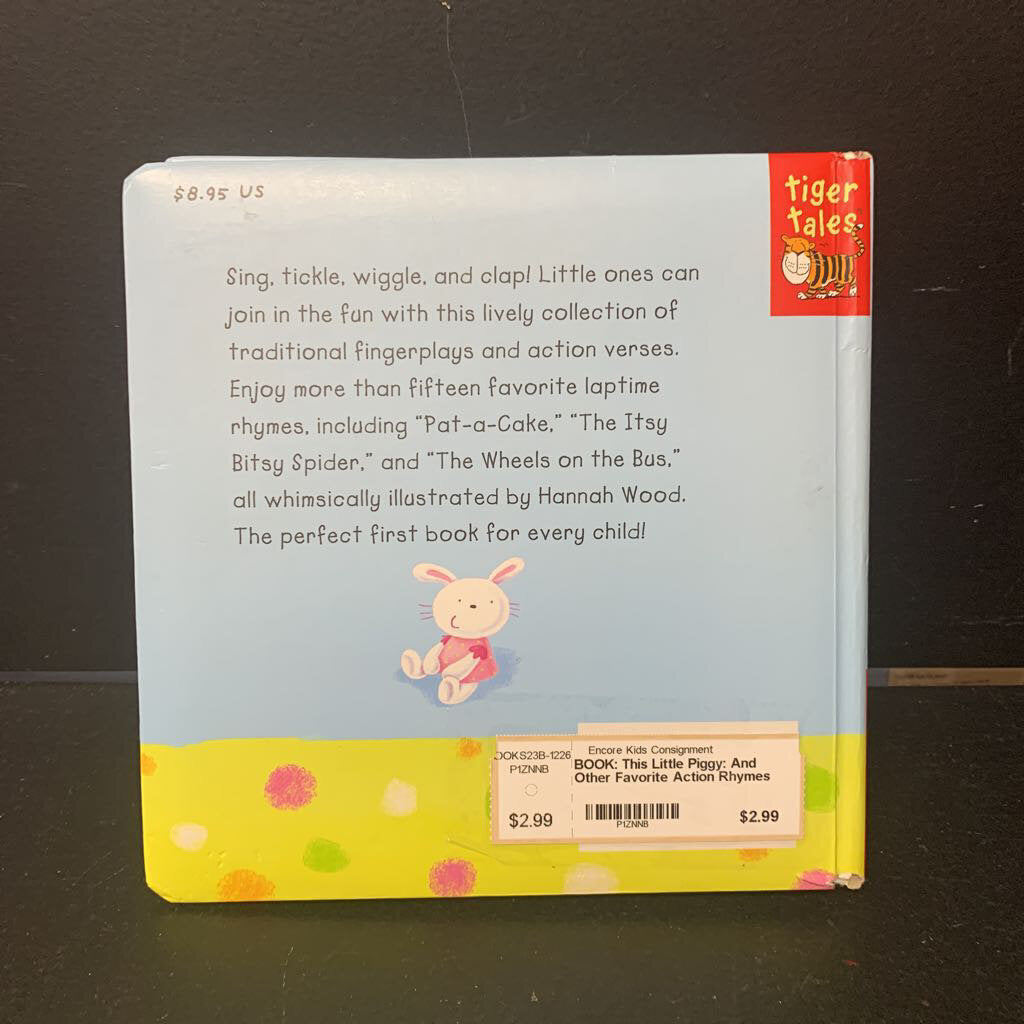 $8.95 US
tiger
tales
Sing, tickle, wiggle, and clap! Little ones can
join in the fun with this lively collection of
traditional fingerplays and action verses.
Enjoy more than fifteen favorite laptime
rhymes, including “Pat-a-Cake,” “The Itsy
Bitsy Spider,” and “The Wheels on the Bus,”
all whimsically illustrated by Hannah Wood.
The perfect first book for every child!
OOKS23B-1226
P1ZNNB
$2.99
Encore Kids Consignment
BOOK: This Little Piggy: And
Other Favorite Action Rhymes
P1ZNNB
$2.99